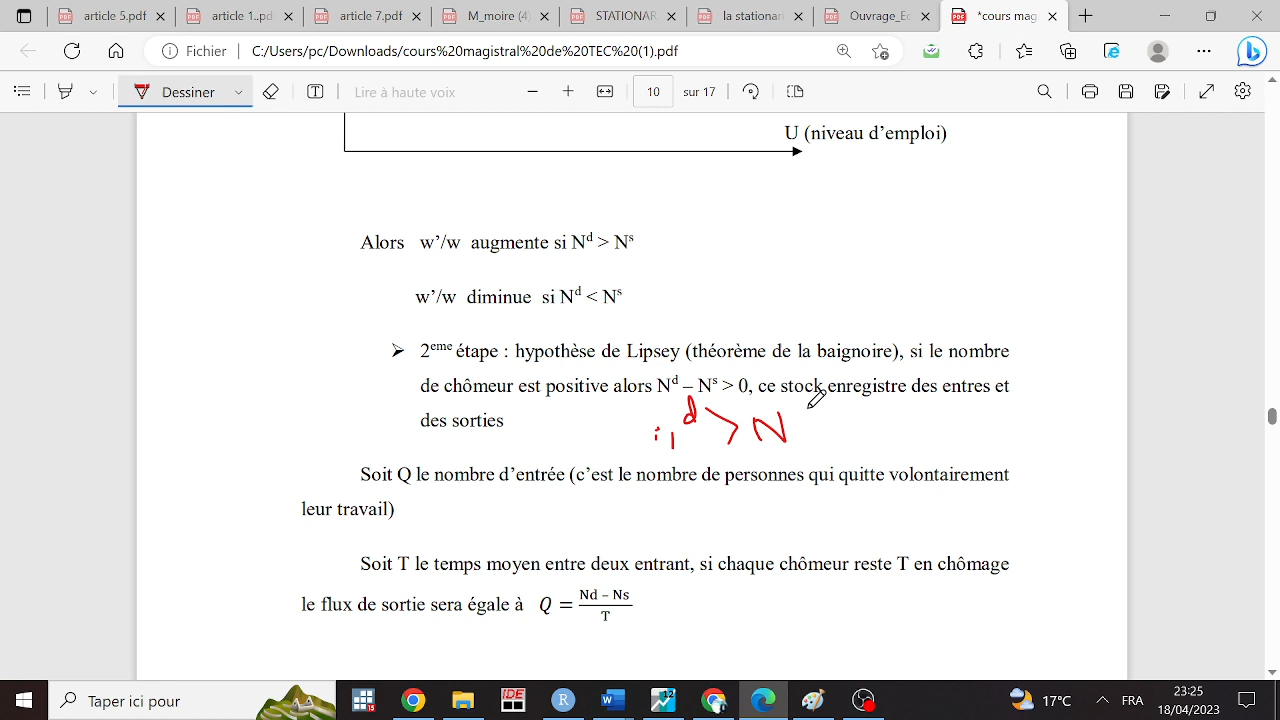 article 5.pdf
article 1a.pdf
article 7.pdf
M_moire (4)
STATIONAR
la stationar
Ouvrage_Ec
*cours mag
Fichier
C:/Users/pc/Downloads/cours%20magistral%20de%20TEC%20(1).pdf
Dessiner
Lire à haute voix
10
sur 17
U (niveau d’emploi)
Alors w’/w augmente si Nᵈ > Nˢ
w’/w diminue si Nᵈ < Nˢ
➢ 2ᵉᵐᵉ étape : hypothèse de Lipsey (théorème de la baignoire), si le nombre
de chômeur est positive alors Nᵈ – Nˢ > 0, ce stock enregistre des entres et
des sorties
d > N
Soit Q le nombre d’entrée (c’est le nombre de personnes qui quitte volontairement
leur travail)
Soit T le temps moyen entre deux entrant, si chaque chômeur reste T en chômage
le flux de sortie sera égale à Q = Nd – Ns / T
Taper ici pour
15
IDE
R
W
12
17°C
FRA
23:25
18/04/2023